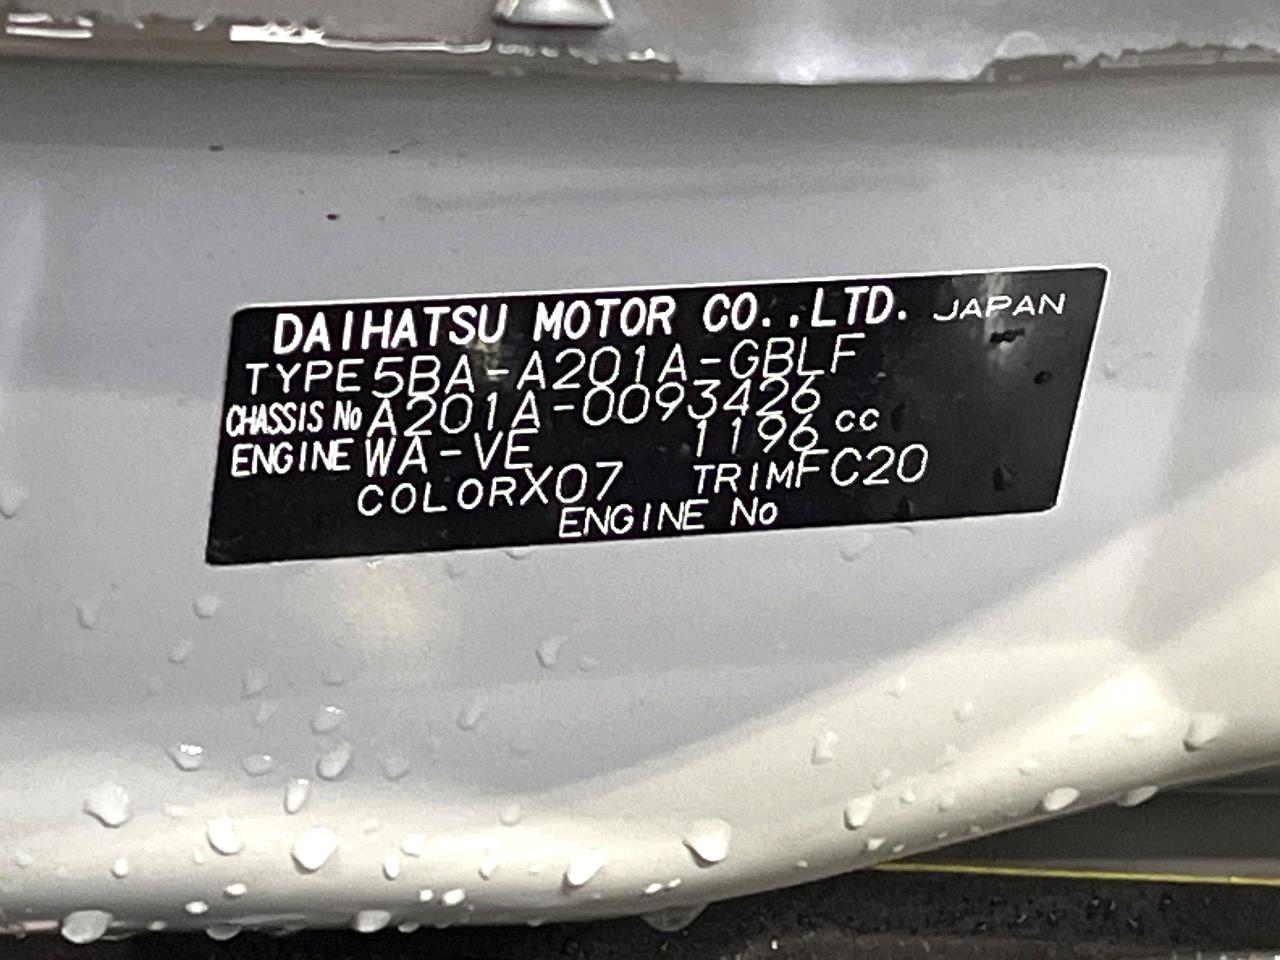 DAIHATSU MOTOR CO.,LTD. JAPAN
TYPE 5BA-A201A-GBLF
CHASSIS No A201A-0093426
ENGINE WA-VE 1196 cc
COLOR X07 TRIM FC20
ENGINE No